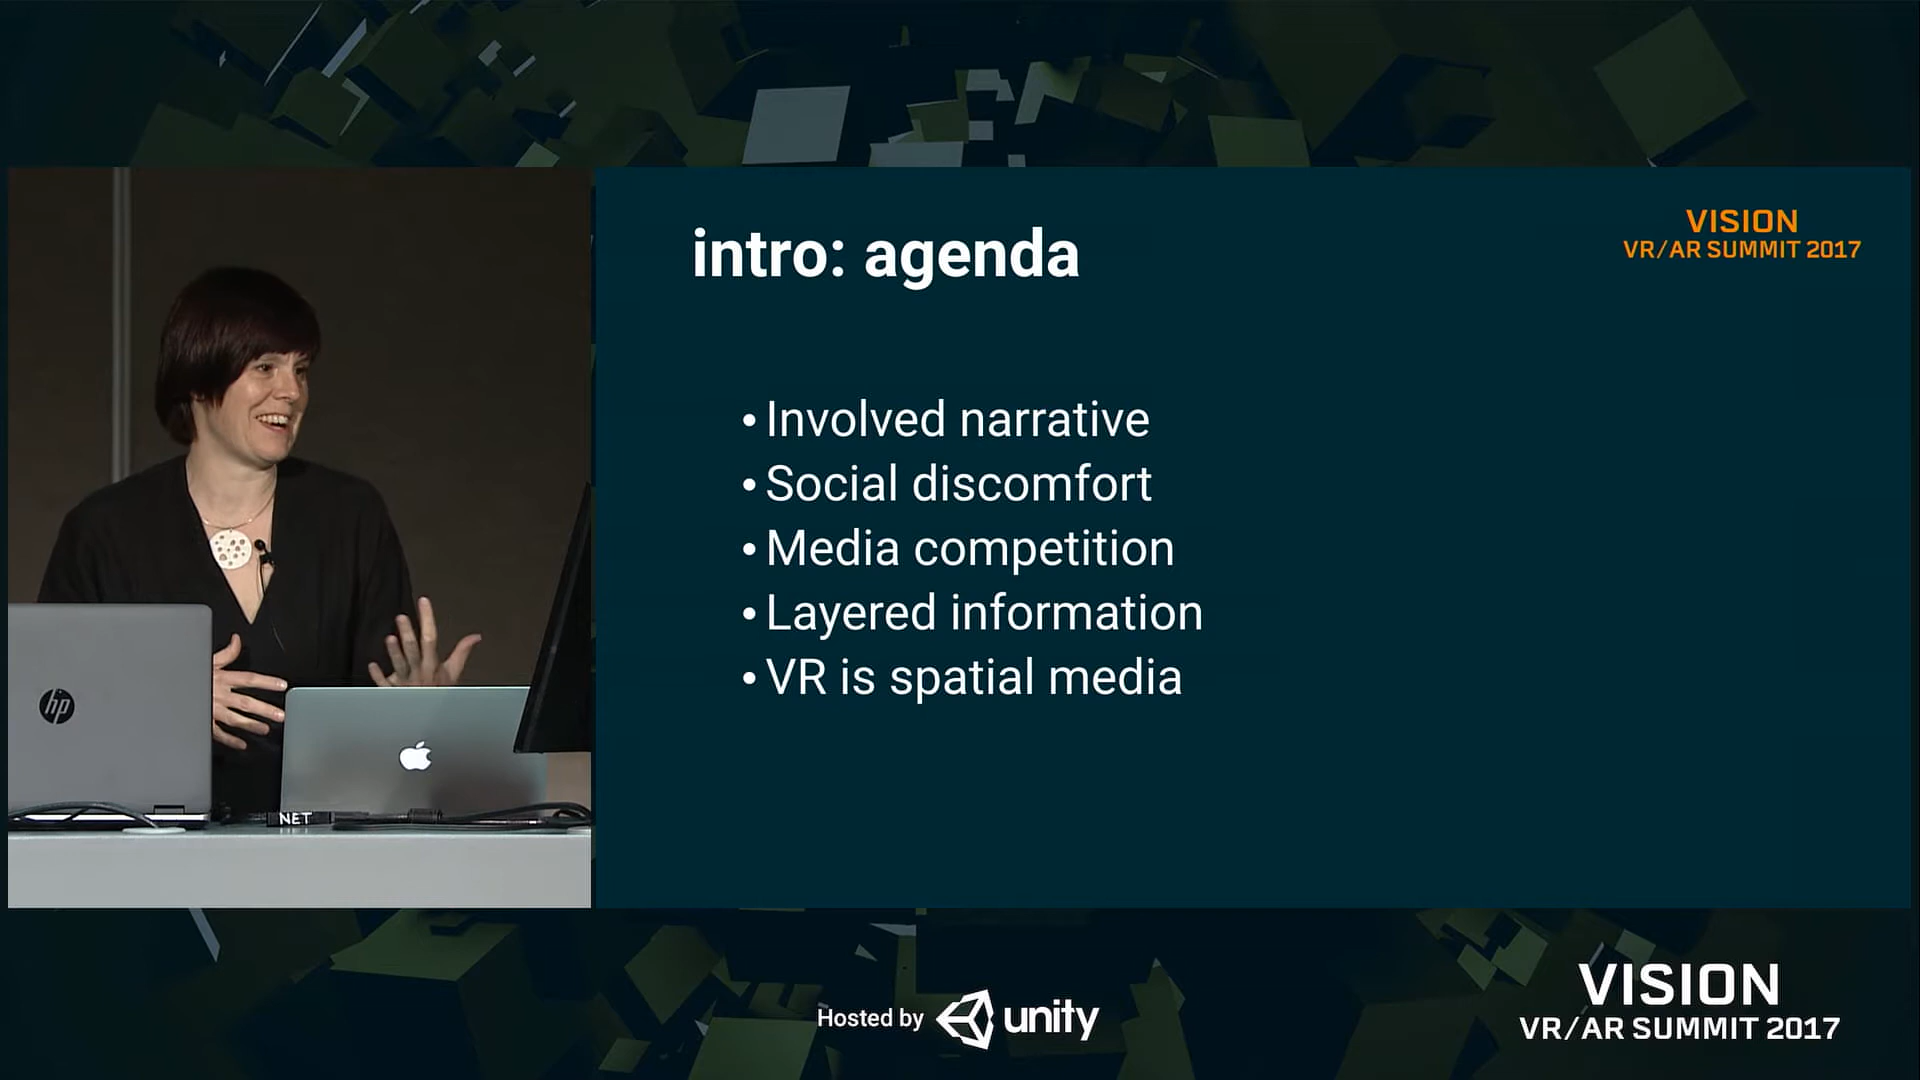 intro: agenda
VISION
VR/AR SUMMIT 2017
• Involved narrative
• Social discomfort
• Media competition
• Layered information
• VR is spatial media
hp
NET
Hosted by unity
VISION
VR/AR SUMMIT 2017